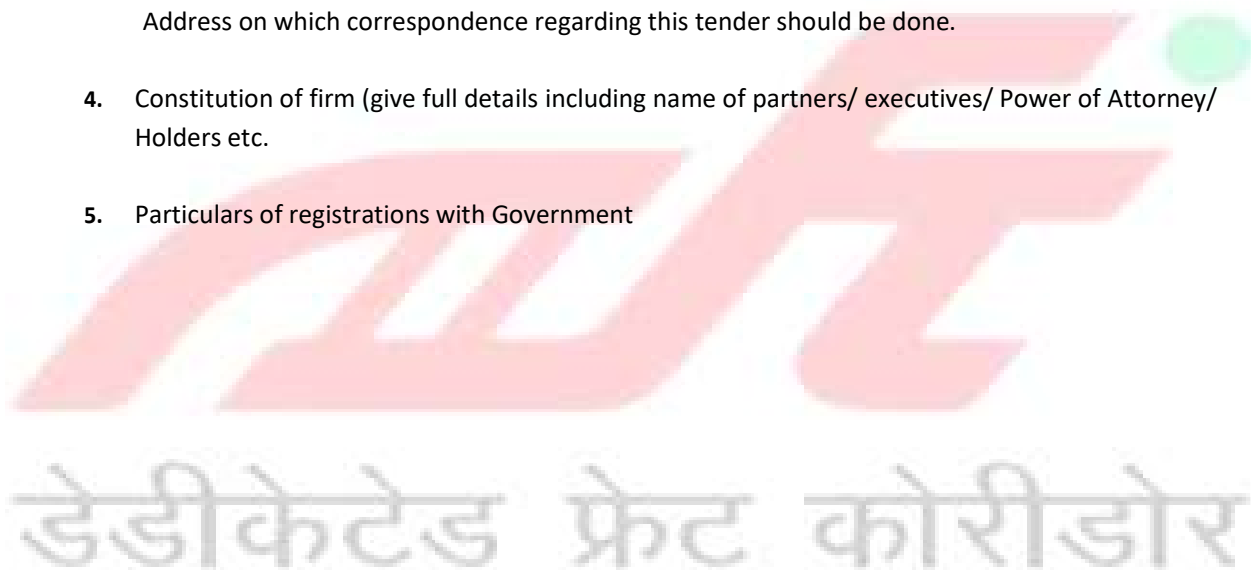 Address on which correspondence regarding this tender should be done.
4. Constitution of firm (give full details including name of partners/ executives/ Power of Attorney/
Holders etc.
5. Particulars of registrations with Government
डेडीकेटेड फ्रेट कोरीडोर